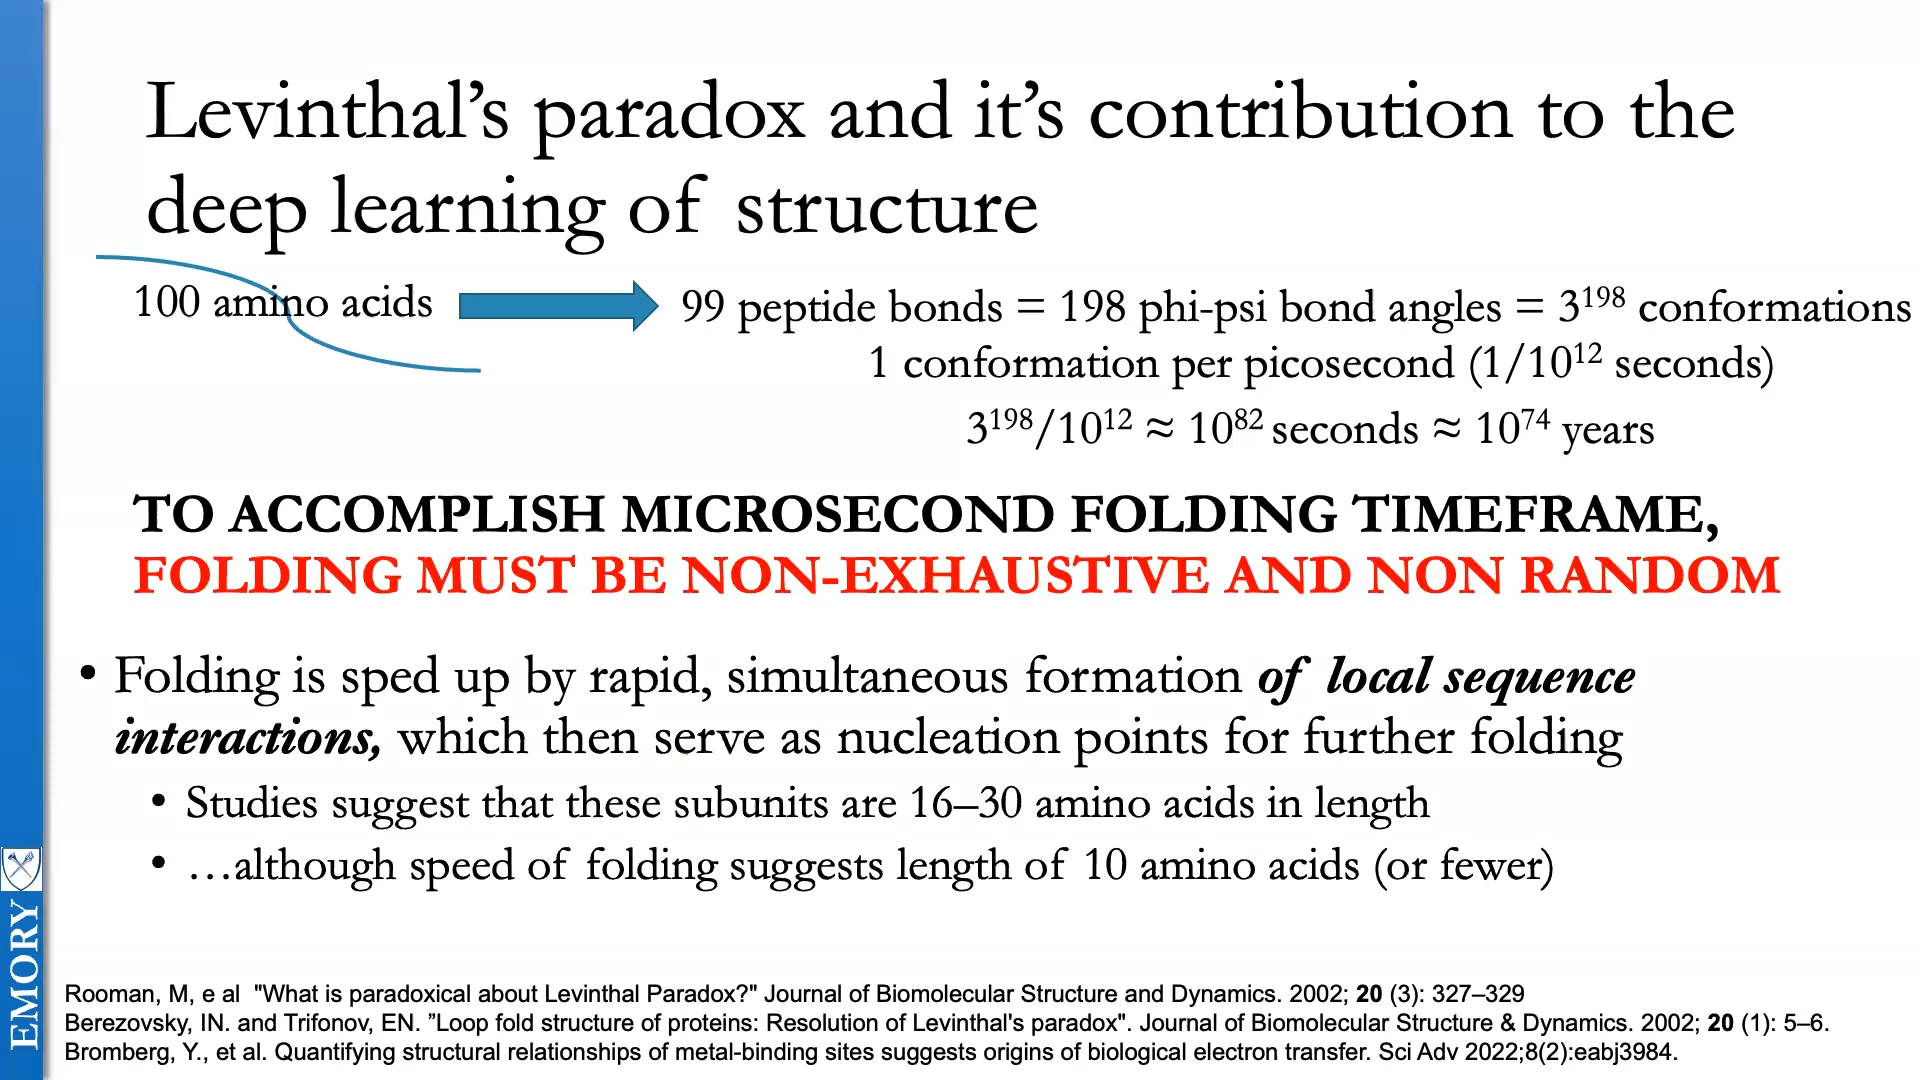 Levinthal’s paradox and it’s contribution to the
deep learning of structure
100 amino acids
99 peptide bonds = 198 phi-psi bond angles = 3¹⁹⁸ conformations
1 conformation per picosecond (1/10¹² seconds)
3¹⁹⁸/10¹² ≈ 10⁸² seconds ≈ 10⁷⁴ years
TO ACCOMPLISH MICROSECOND FOLDING TIMEFRAME,
FOLDING MUST BE NON-EXHAUSTIVE AND NON RANDOM
• Folding is sped up by rapid, simultaneous formation of local sequence
interactions, which then serve as nucleation points for further folding
• Studies suggest that these subunits are 16–30 amino acids in length
• …although speed of folding suggests length of 10 amino acids (or fewer)
EMORY
Rooman, M, e al "What is paradoxical about Levinthal Paradox?" Journal of Biomolecular Structure and Dynamics. 2002; 20 (3): 327–329
Berezovsky, IN. and Trifonov, EN. ”Loop fold structure of proteins: Resolution of Levinthal's paradox". Journal of Biomolecular Structure & Dynamics. 2002; 20 (1): 5–6.
Bromberg, Y., et al. Quantifying structural relationships of metal-binding sites suggests origins of biological electron transfer. Sci Adv 2022;8(2):eabj3984.